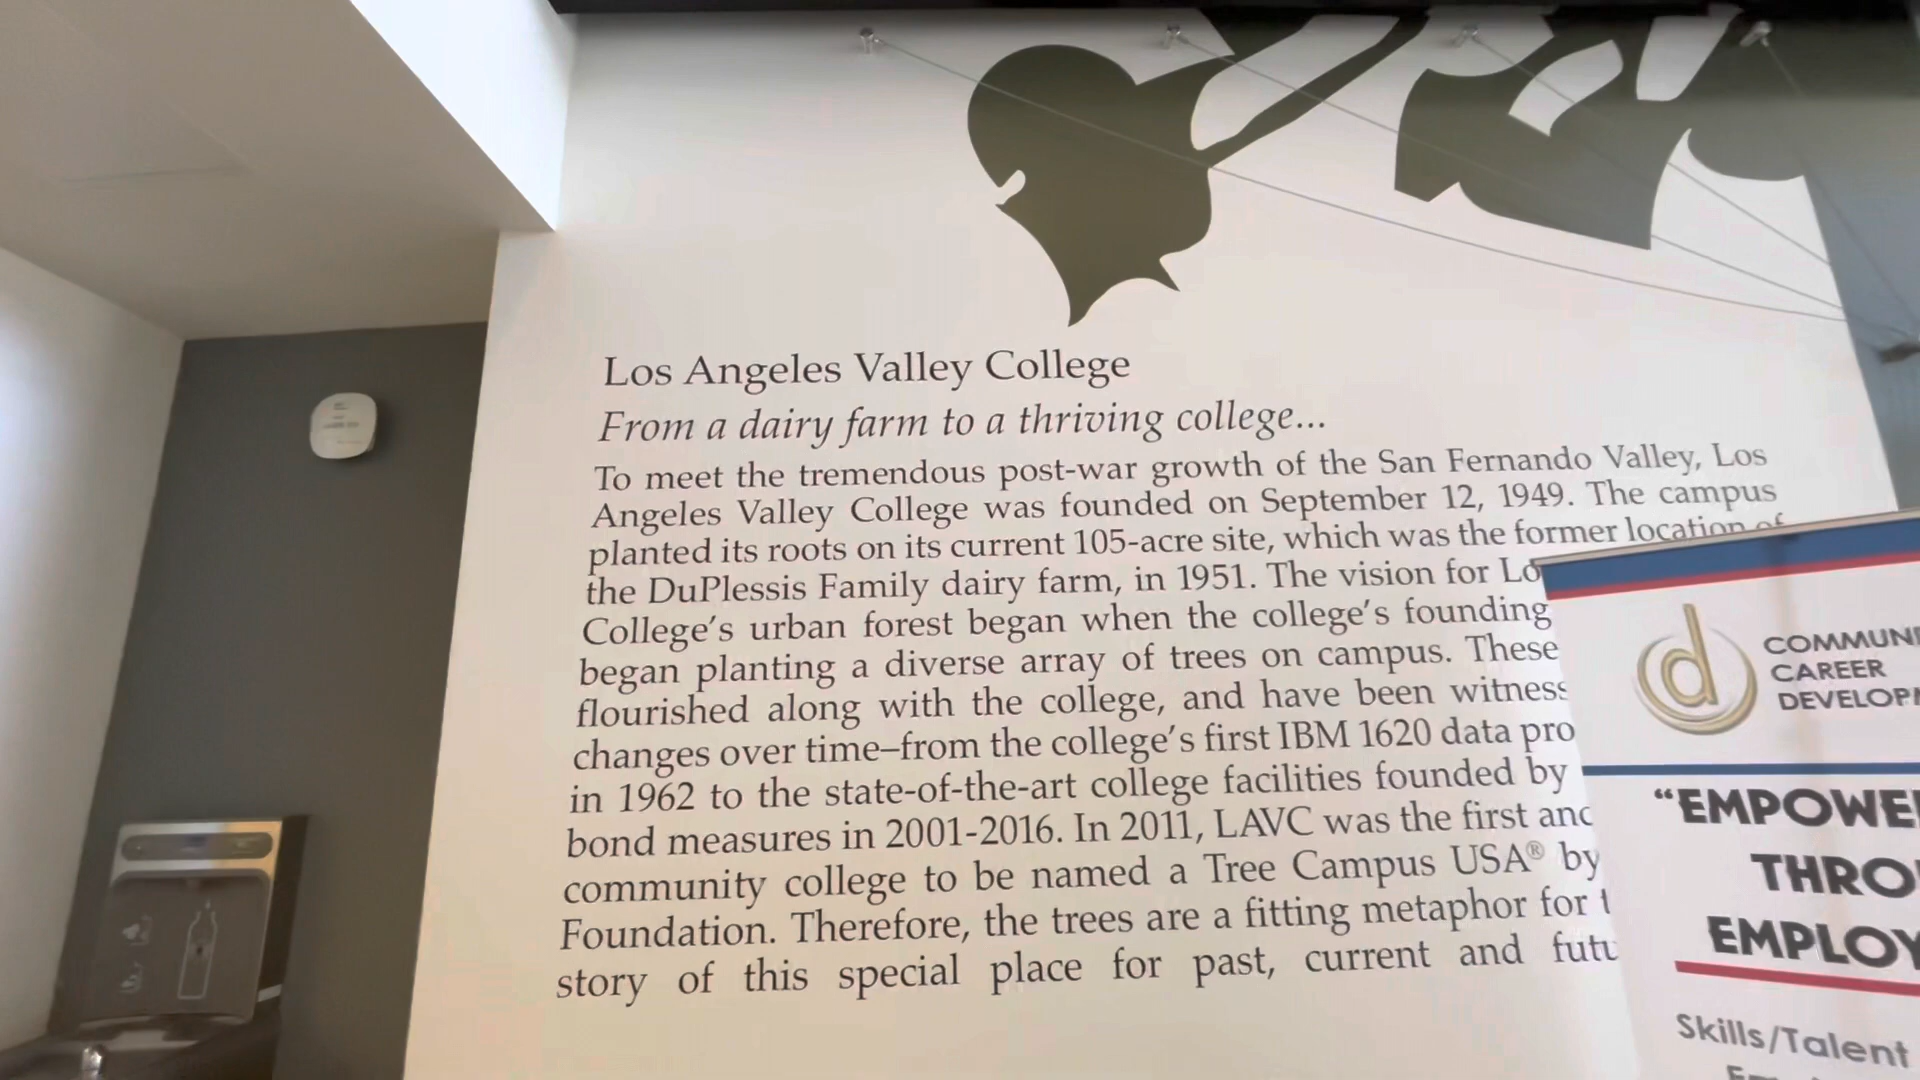 Los Angeles Valley College
From a dairy farm to a thriving college...
To meet the tremendous post-war growth of the San Fernando Valley, Los
Angeles Valley College was founded on September 12, 1949. The campus
planted its roots on its current 105-acre site, which was the former location of
the DuPlessis Family dairy farm, in 1951. The vision for Lo
College's urban forest began when the college's founding
began planting a diverse array of trees on campus. These
flourished along with the college, and have been witness
changes over time–from the college's first IBM 1620 data pro
in 1962 to the state-of-the-art college facilities founded by
bond measures in 2001-2016. In 2011, LAVC was the first and
community college to be named a Tree Campus USA® by
Foundation. Therefore, the trees are a fitting metaphor for t
story of this special place for past, current and futu
COMMUNI
CAREER
DEVELOPM
"EMPOWE
THRO
EMPLOY
Skills/Talent